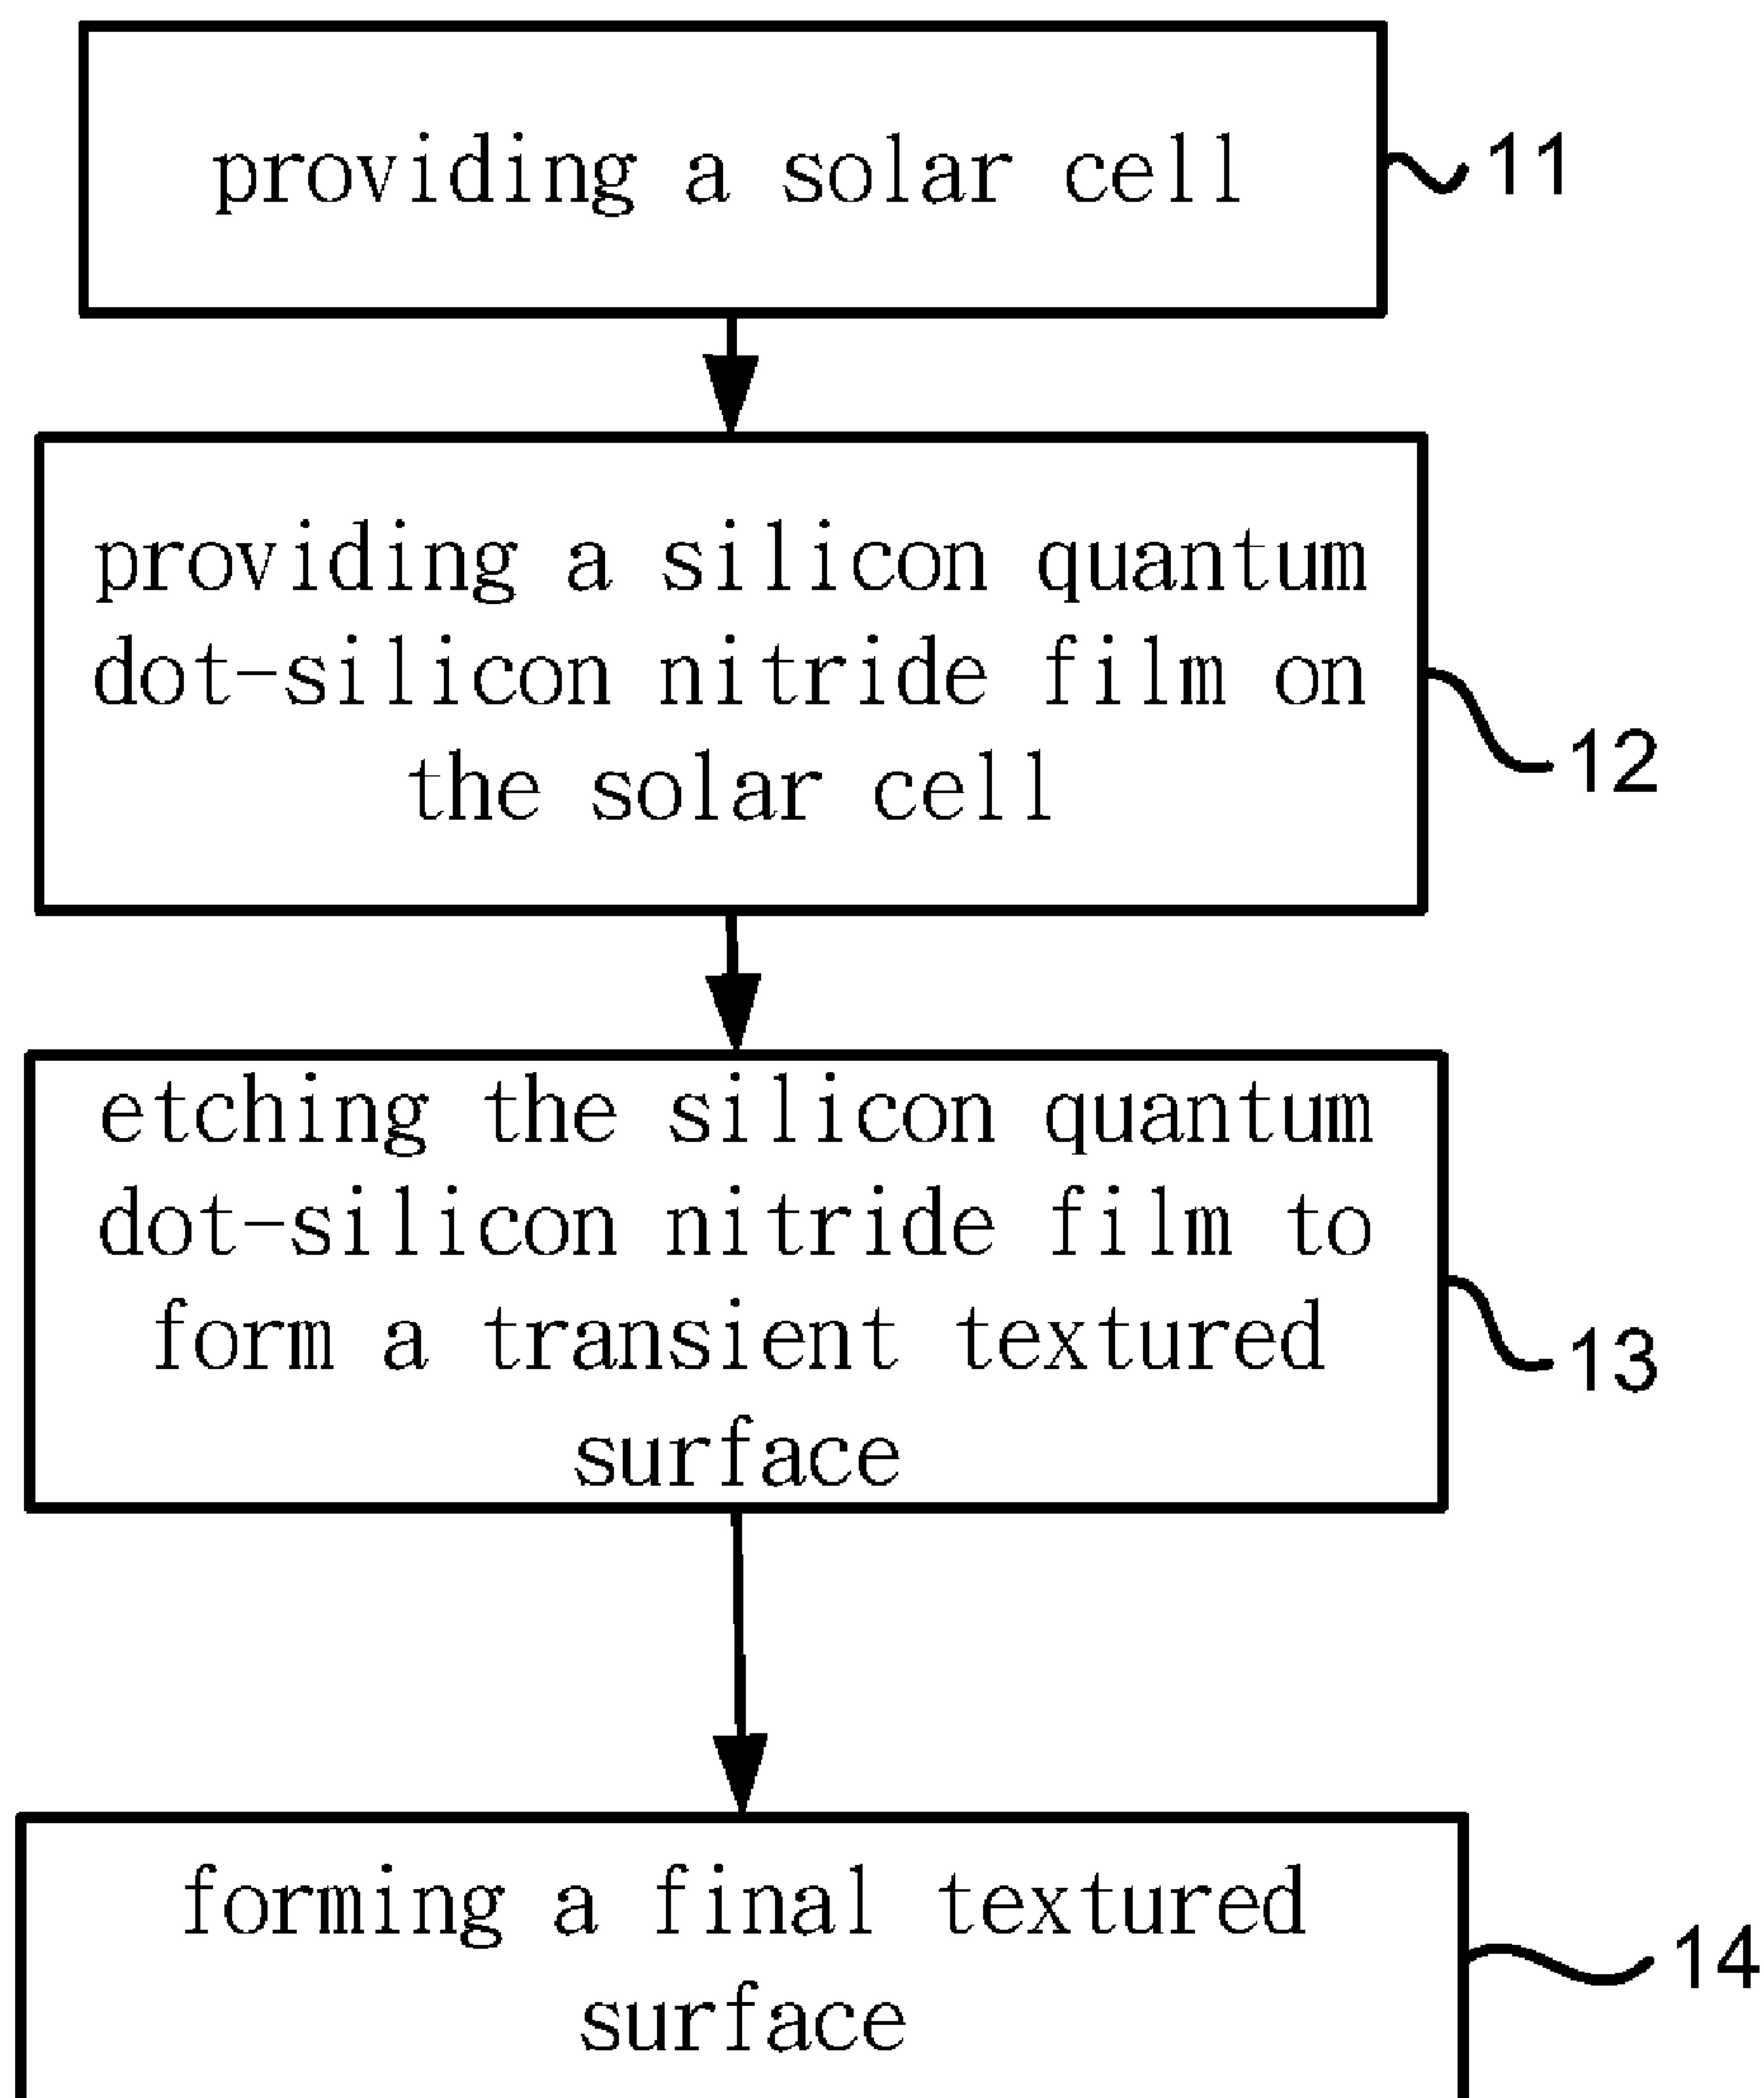 providing a solar cell
11
providing a silicon quantum
dot-silicon nitride film on
the solar cell
12
etching the silicon quantum
dot-silicon nitride film to
form a transient textured
surface
13
forming a final textured
surface
14